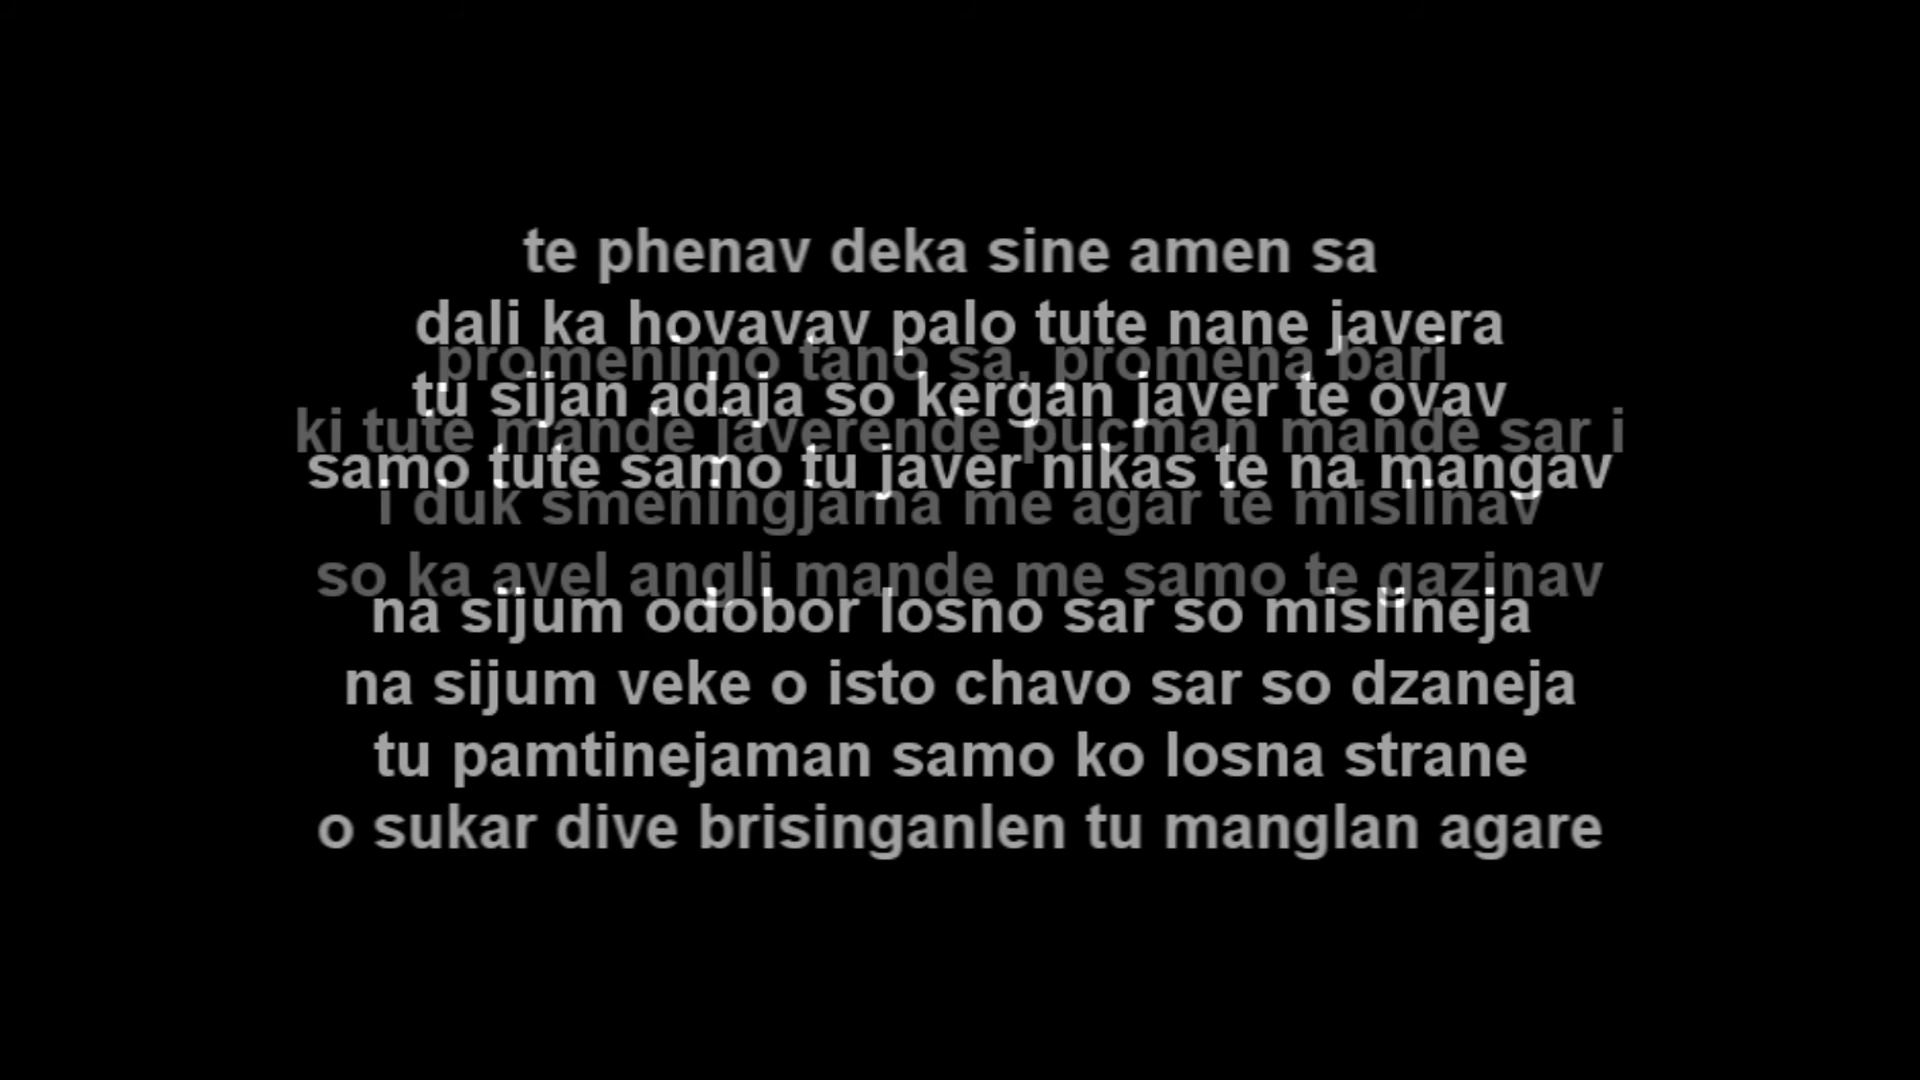 te phenav deka sine amen sa
dali ka hovavav palo tute nane javera
promenimo tano sa, promena bari
tu sijan adaja so kergan javer te ovav
ki tute mande javerende pucman mande sar i
samo tute samo tu javer nikas te na mangav
i duk smeningjama me agar te mislinav
so ka avel angli mande me samo te gazinav
na sijum odobor losno sar so mislineja
na sijum veke o isto chavo sar so dzaneja
tu pamtinejaman samo ko losna strane
o sukar dive brisinganlen tu manglan agare